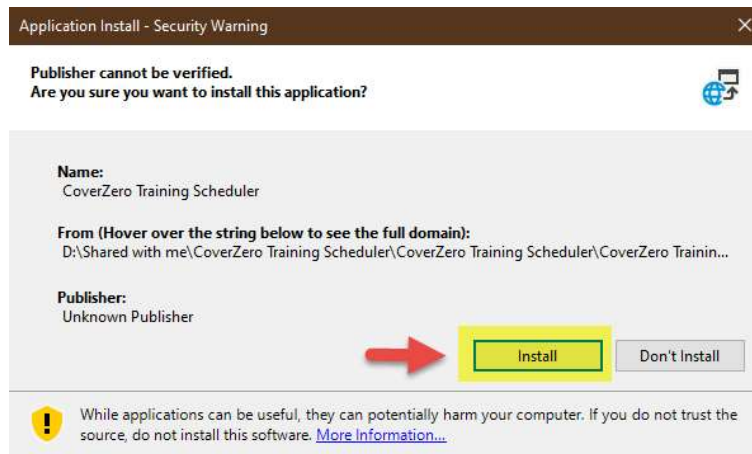 Application Install - Security Warning
Publisher cannot be verified.
Are you sure you want to install this application?
Name:
CoverZero Training Scheduler
From (Hover over the string below to see the full domain):
D:\Shared with me\CoverZero Training Scheduler\CoverZero Training Scheduler\CoverZero Trainin...
Publisher:
Unknown Publisher
Install Don't Install
While applications can be useful, they can potentially harm your computer. If you do not trust the
source, do not install this software. More Information...